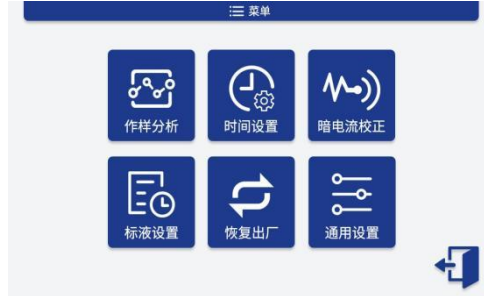 菜单
作样分析
时间设置
暗电流校正
标液设置
恢复出厂
通用设置